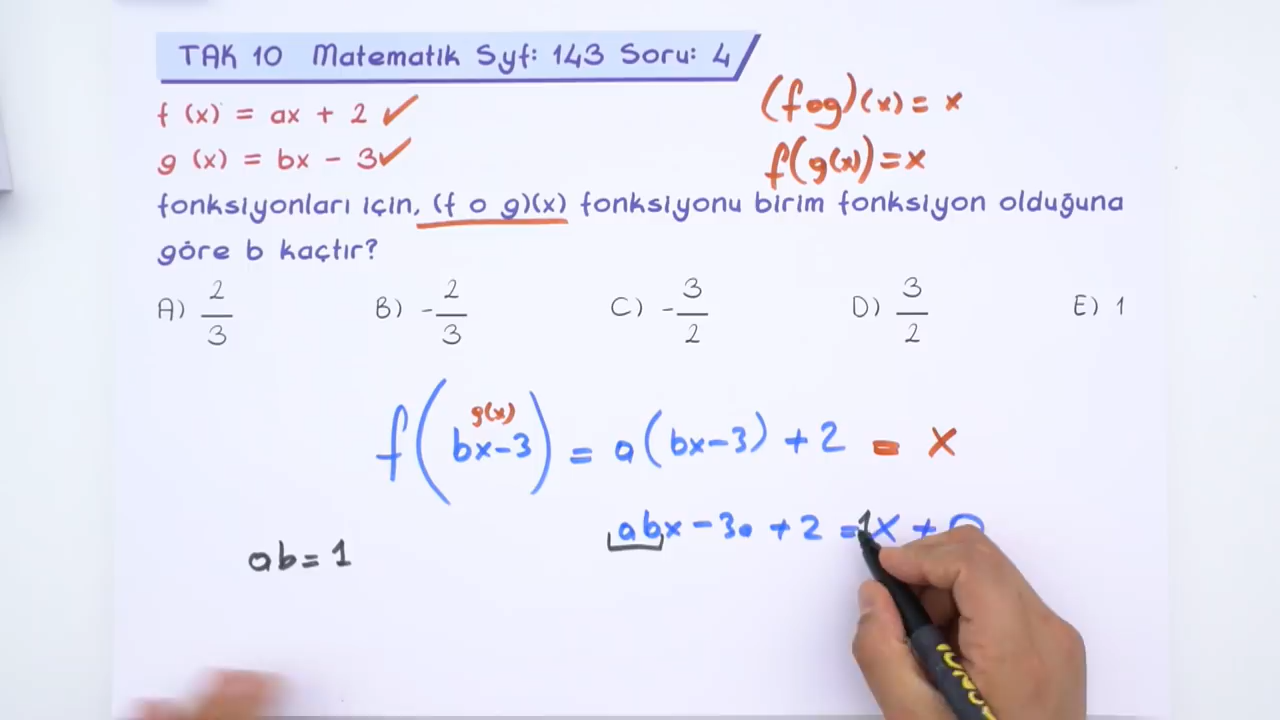 TAK 10 Matematik Syf: 143 Soru: 4
f (x) = ax + 2 ✓
g (x) = bx - 3 ✓
(fog)(x) = x
f(g(x)) = x
fonksiyonları için, (f o g)(x) fonksiyonu birim fonksiyon olduğuna
göre b kaçtır?
A) 2/3 B) -2/3 C) -3/2 D) 3/2 E) 1
g(x)
f(bx-3) = a(bx-3) + 2 = x
abx - 3a + 2 = 1x + 0
ab = 1